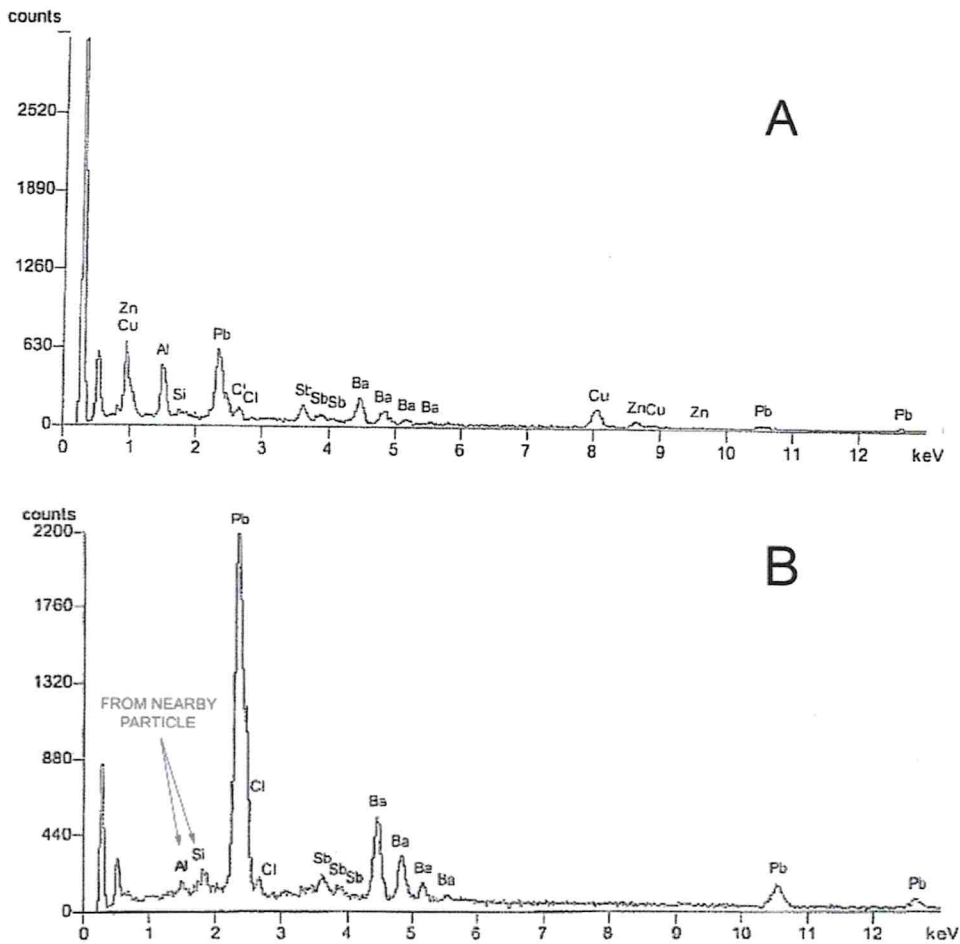 counts
A
2520
1890
1260
630
0
Zn
Cu
Al
Si
Pb
Cl
Cl
Sb
Sb
Sb
Ba
Ba
Ba
Ba
Cu
ZnCu
Zn
Pb
Pb
0 1 2 3 4 5 6 7 8 9 10 11 12 keV
counts
B
2200
1760
1320
880
440
0
Pb
FROM NEARBY
PARTICLE
Al
Si
Cl
Cl
Sb
Sb
Sb
Ba
Ba
Ba
Ba
Pb
Pb
0 1 2 3 4 5 6 7 8 9 10 11 12 keV